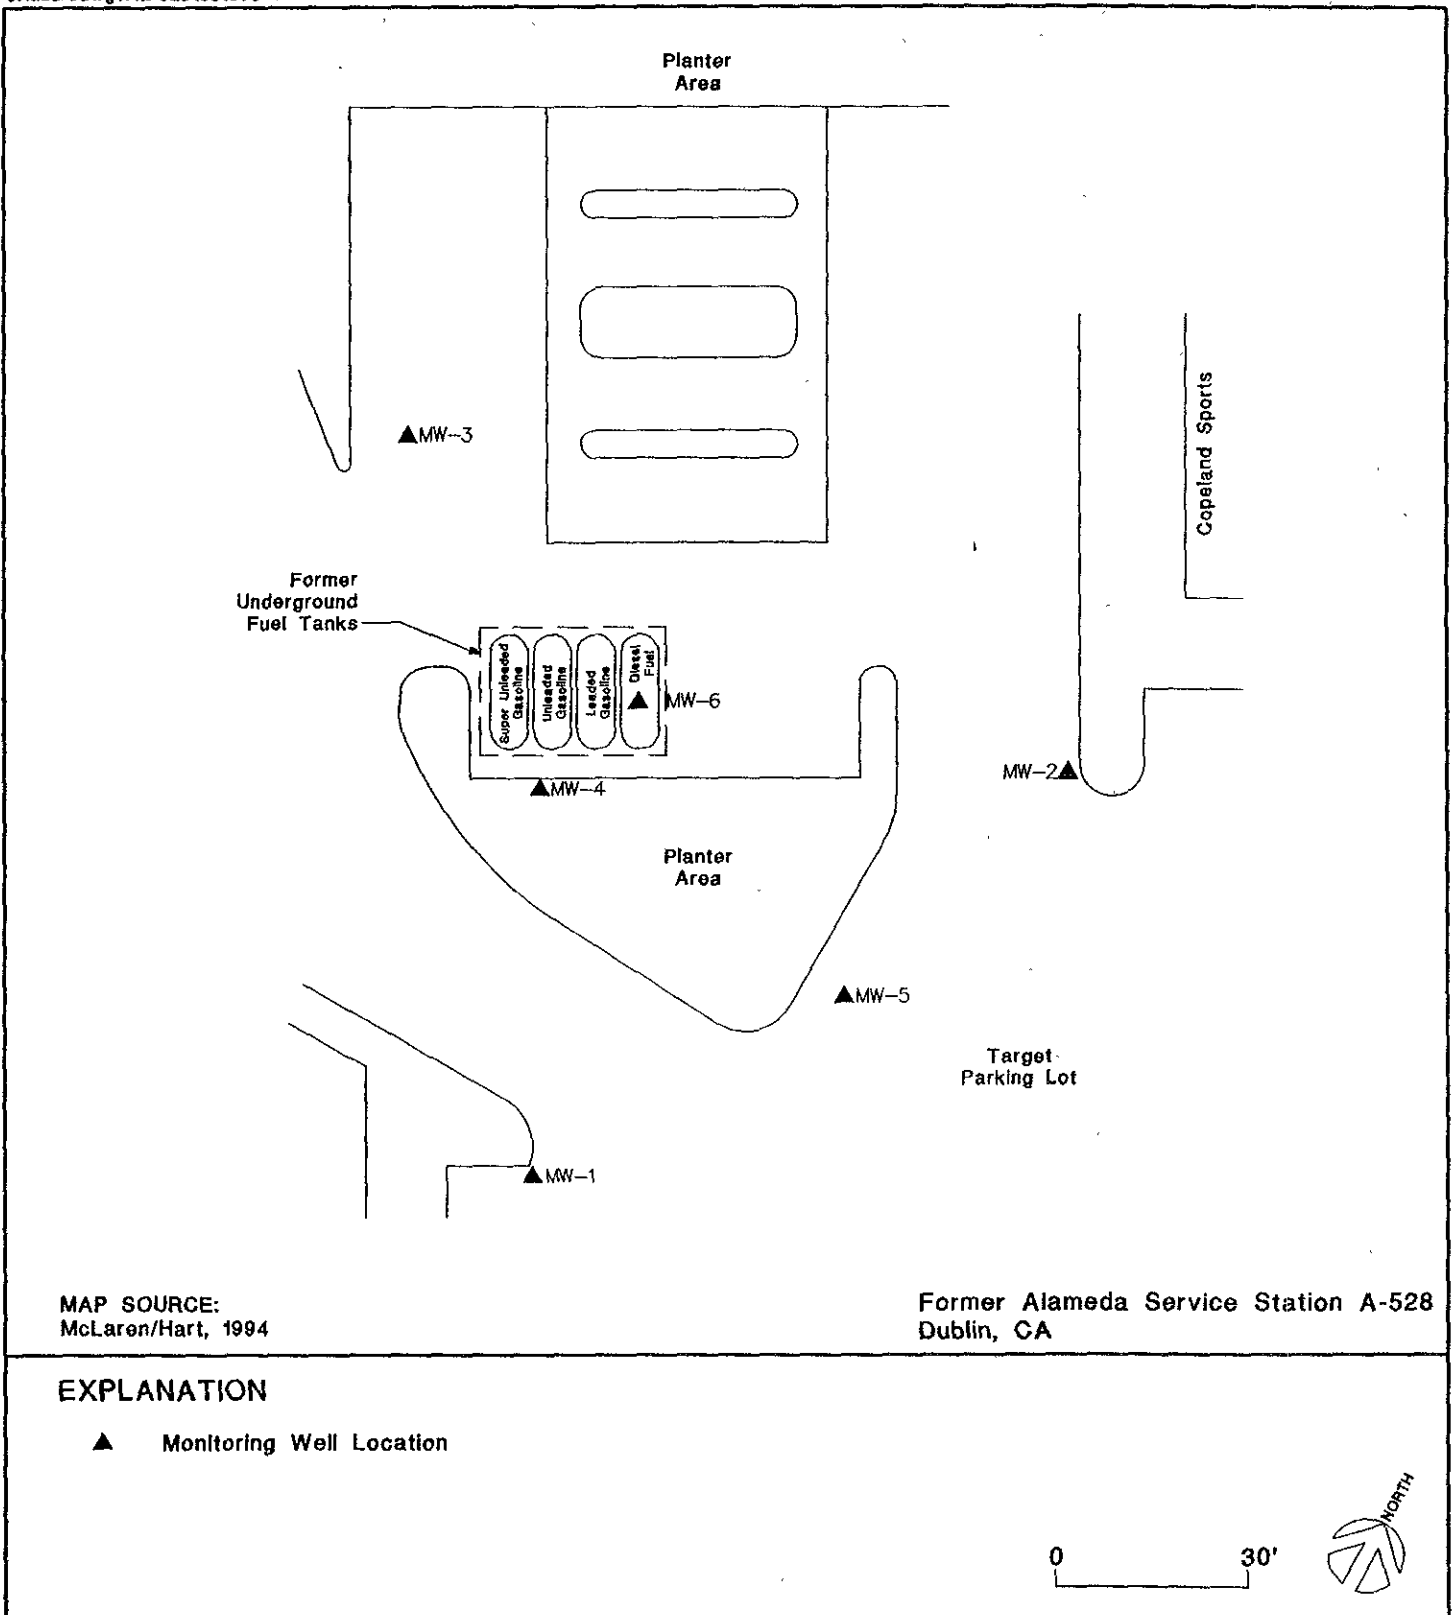 Planter
Area
Copeland Sports
MW-3
Former
Underground
Fuel Tanks
Super Unleaded
Gasoline
Unleaded
Gasoline
Leaded
Gasoline
Diesel
Fuel
MW-6
MW-2
MW-4
Planter
Area
MW-5
Target
Parking Lot
MW-1
MAP SOURCE:
McLaren/Hart, 1994
Former Alameda Service Station A-528
Dublin, CA
EXPLANATION
Monitoring Well Location
NORTH
0 30'